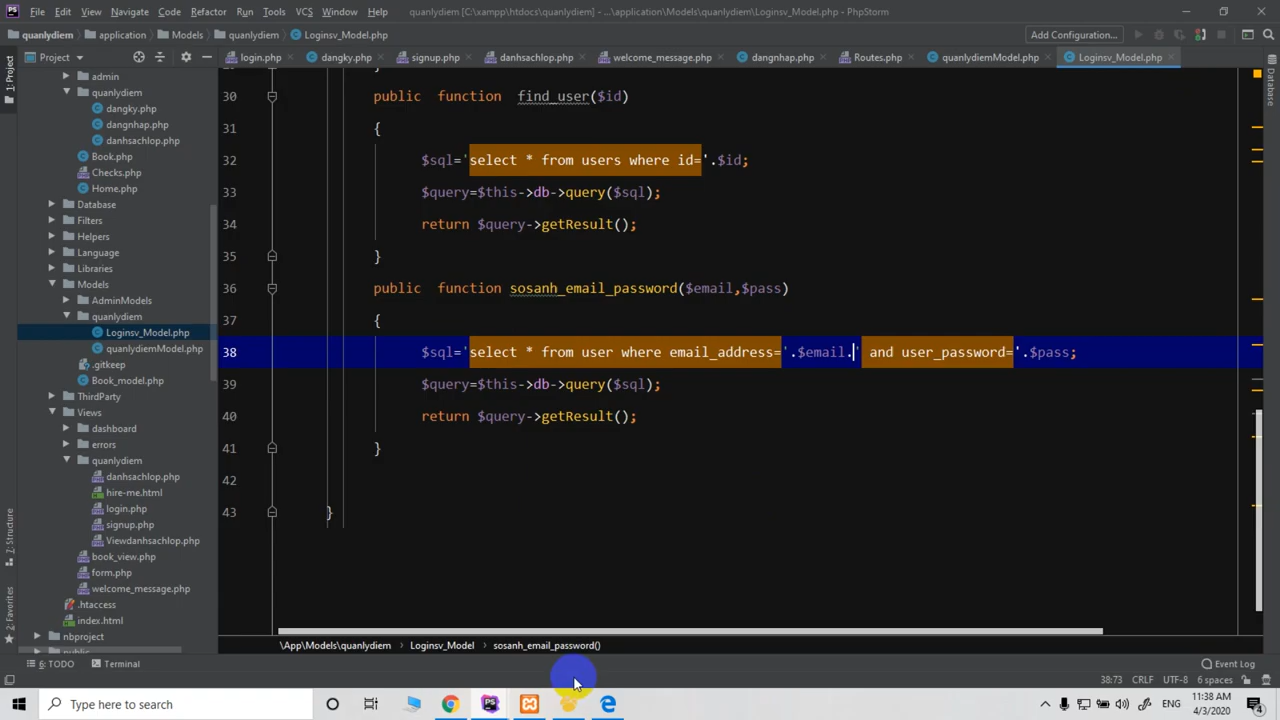 File Edit View Navigate Code Refactor Run Tools VCS Window Help quanlydiem [C:\xampp\htdocs\quanlydiem] - ...\application\Models\quanlydiem\Loginsv_Model.php - PhpStorm
quanlydiem application Models quanlydiem Loginsv_Model.php Add Configuration...
Project login.php dangky.php signup.php danhsachlop.php welcome_message.php dangnhap.php Routes.php quanlydiemModel.php Loginsv_Model.php
1: Project
Database
admin
quanlydiem
dangky.php
dangnhap.php
danhsachlop.php
Book.php
Checks.php
Home.php
Database
Filters
Helpers
Language
Libraries
Models
AdminModels
quanlydiem
Loginsv_Model.php
quanlydiemModel.php
.gitkeep
Book_model.php
ThirdParty
Views
dashboard
errors
quanlydiem
danhsachlop.php
hire-me.html
login.php
signup.php
Viewdanhsachlop.php
book_view.php
form.php
welcome_message.php
.htaccess
index.html
nbproject
7: Structure
2: Favorites
30 public function find_user($id)
31 {
32 $sql='select * from users where id='.$id;
33 $query=$this->db->query($sql);
34 return $query->getResult();
35 }
36 public function sosanh_email_password($email,$pass)
37 {
38 $sql='select * from user where email_address='.$email.' and user_password='.$pass;
39 $query=$this->db->query($sql);
40 return $query->getResult();
41 }
42
43 }
\App\Models\quanlydiem Loginsv_Model sosanh_email_password()
6: TODO Terminal Event Log
38:73 CRLF UTF-8 6 spaces
Type here to search
ENG
11:38 AM
4/3/2020
4